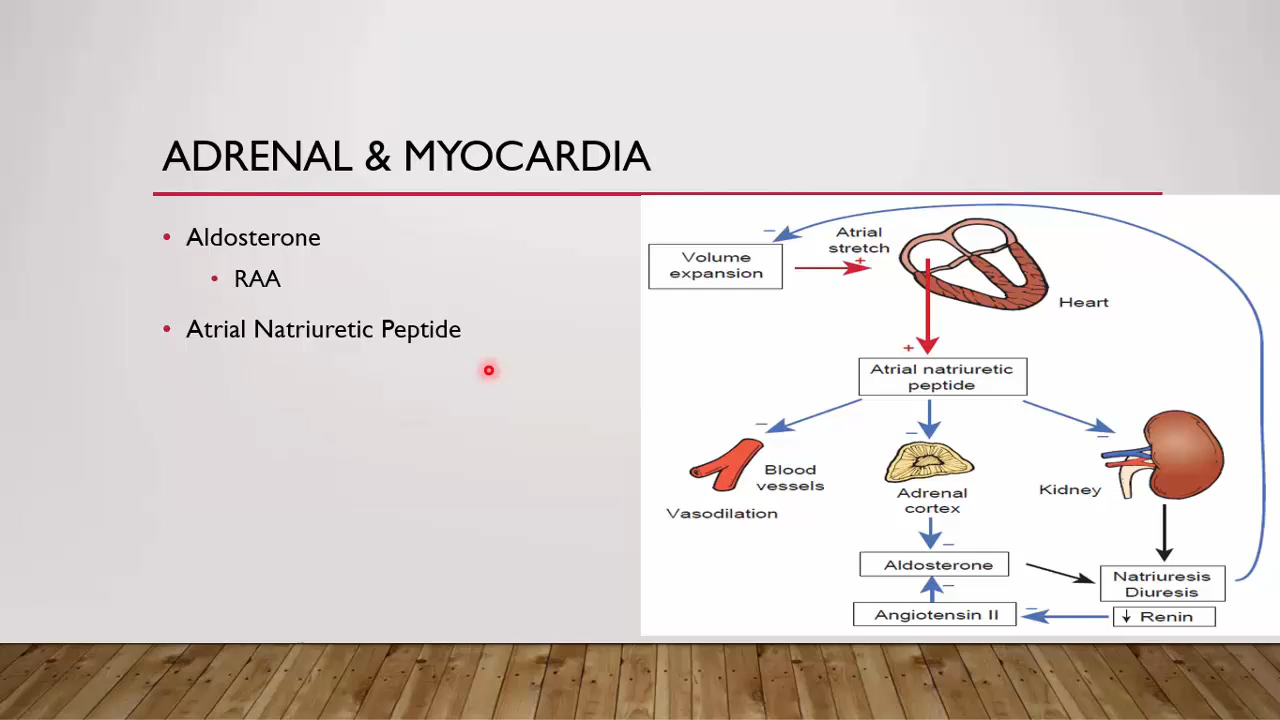 ADRENAL & MYOCARDIA
• Aldosterone
• RAA
• Atrial Natriuretic Peptide
Volume
expansion
−
Atrial
stretch
+
Heart
+
Atrial natriuretic
peptide
−
−
−
Blood
vessels
Vasodilation
Adrenal
cortex
Kidney
−
Aldosterone
−
Angiotensin II
−
Natriuresis
Diuresis
↓ Renin